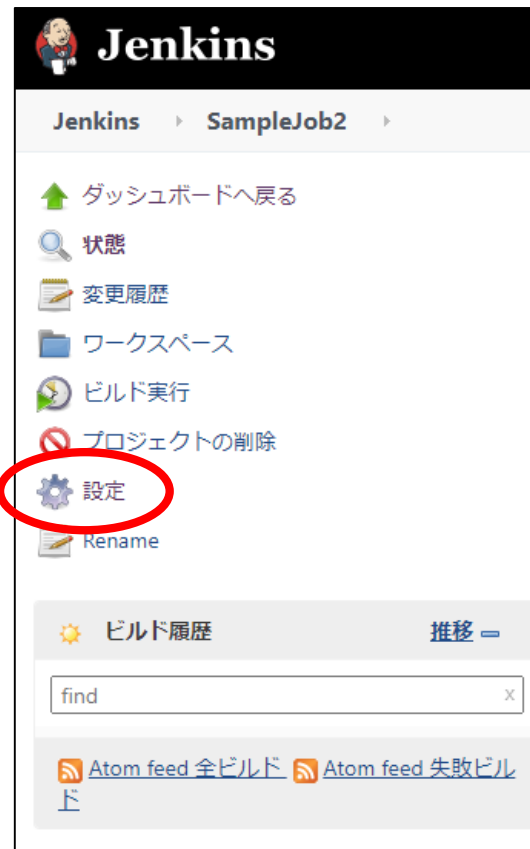 Jenkins
Jenkins SampleJob2
ダッシュボードへ戻る
状態
変更履歴
ワークスペース
ビルド実行
プロジェクトの削除
設定
Rename
ビルド履歴 推移
find x
Atom feed 全ビルド Atom feed 失敗ビル
ド